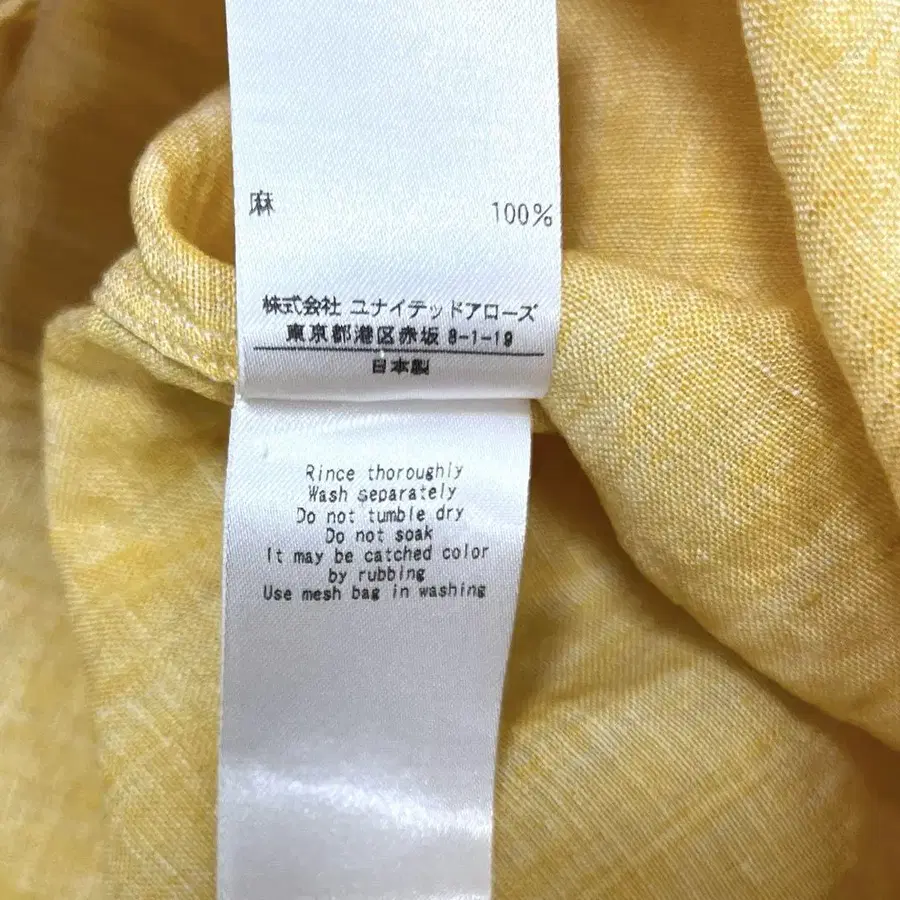 麻 100%
株式会社 ユナイテッドアローズ
東京都港区赤坂 8-1-19
日本製
Rince thoroughly
Wash separately
Do not tumble dry
Do not soak
It may be catched color
by rubbing
Use mesh bag in washing